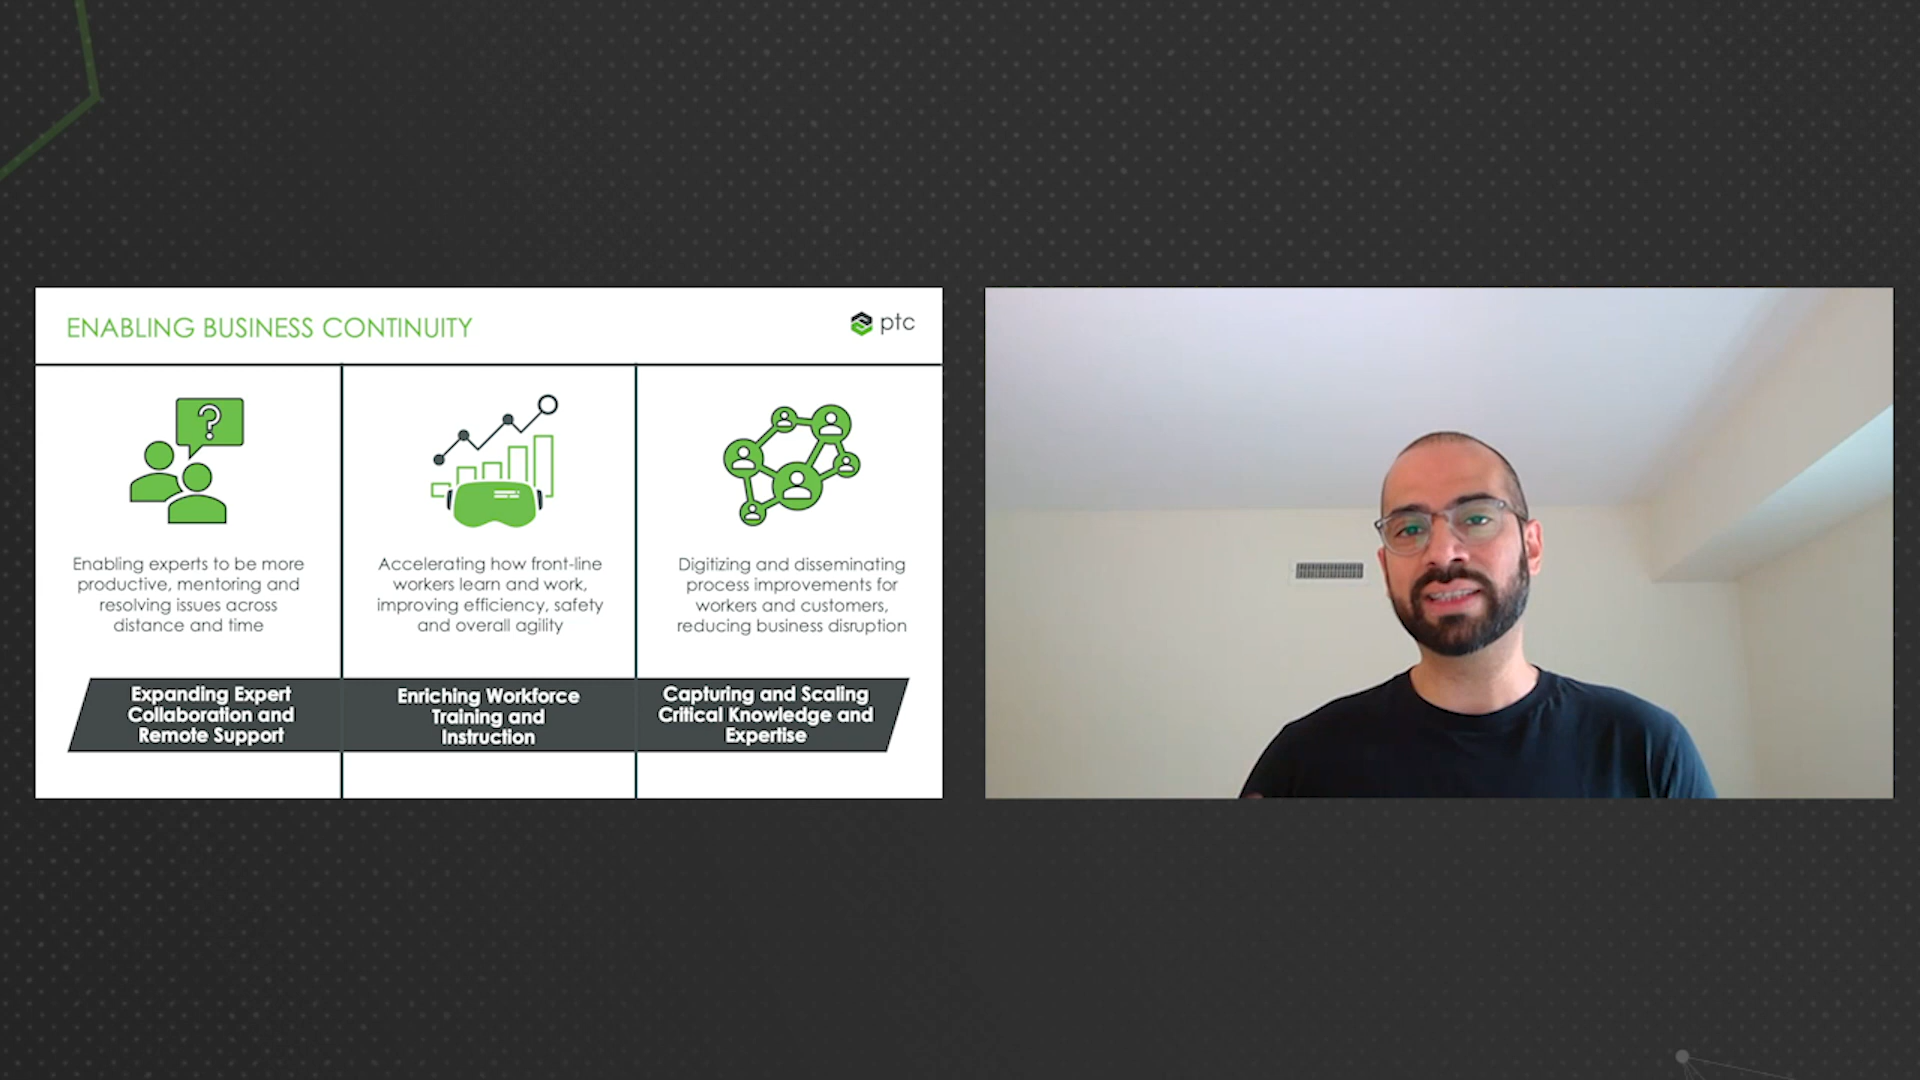 ENABLING BUSINESS CONTINUITY
ptc
?
Enabling experts to be more
productive, mentoring and
resolving issues across
distance and time
Expanding Expert
Collaboration and
Remote Support
Accelerating how front-line
workers learn and work,
improving efficiency, safety
and overall agility
Enriching Workforce
Training and
Instruction
Digitizing and disseminating
process improvements for
workers and customers,
reducing business disruption
Capturing and Scaling
Critical Knowledge and
Expertise